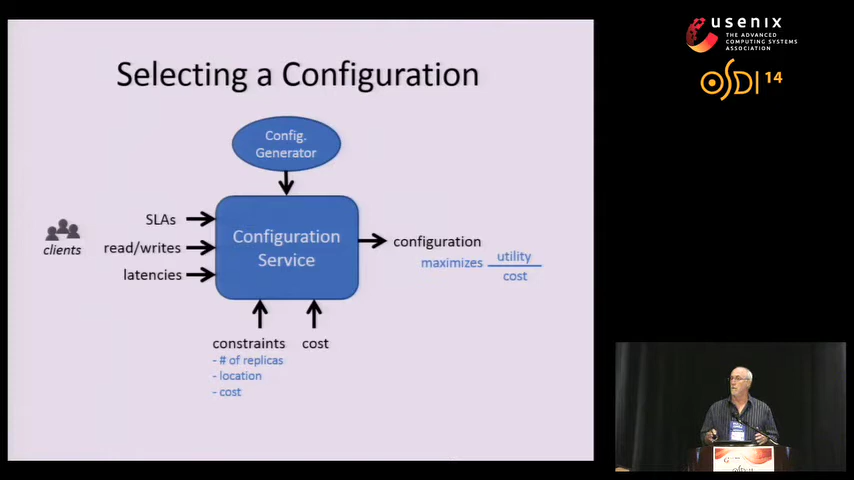 usenix
THE ADVANCED
COMPUTING SYSTEMS
ASSOCIATION
OSDI 14
Selecting a Configuration
Config.
Generator
SLAs
read/writes
latencies
clients
Configuration
Service
configuration
maximizes utility
cost
constraints
- # of replicas
- location
- cost
cost
OSDI